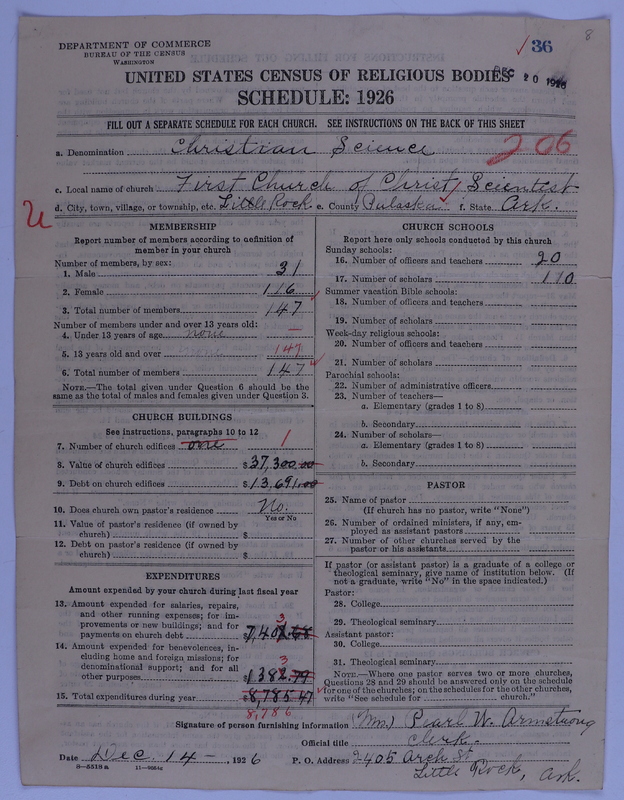 DEPARTMENT OF COMMERCE
BUREAU OF THE CENSUS
WASHINGTON
✓ 36
8
DEC 20 1926
UNITED STATES CENSUS OF RELIGIOUS BODIES
SCHEDULE: 1926
FILL OUT A SEPARATE SCHEDULE FOR EACH CHURCH. SEE INSTRUCTIONS ON THE BACK OF THIS SHEET
a. Denomination Christian Science
206
c. Local name of church First Church of Christ, Scientist
d. City, town, village, or township, etc. Little Rock e. County Pulaska f. State Ark.
MEMBERSHIP
Report number of members according to definition of
member in your church
Number of members, by sex:
1. Male 31
2. Female 116
3. Total number of members 147
Number of members under and over 13 years old:
4. Under 13 years of age none —
5. 13 years old and over 147
6. Total number of members 147
NOTE.—The total given under Question 6 should be the
same as the total of males and females given under Question 3.
CHURCH BUILDINGS
See instructions, paragraphs 10 to 12
7. Number of church edifices one 1
8. Value of church edifices $37,300.00
9. Debt on church edifices $13,691.00
10. Does church own pastor's residence No.
Yes or No
11. Value of pastor's residence (if owned by
church) $
12. Debt on pastor's residence (if owned by
church) $
EXPENDITURES
Amount expended by your church during last fiscal year
13. Amount expended for salaries, repairs,
and other running expenses; for im-
provements or new buildings; and for 3
payments on church debt $7,402.68
14. Amount expended for benevolences, in-
cluding home and foreign missions; for
denominational support; and for all 3
other purposes $1382.79
15. Total expenditures during year $8,785.47
8,786
CHURCH SCHOOLS
Report here only schools conducted by this church
Sunday schools:
16. Number of officers and teachers 20
17. Number of scholars 110
Summer vacation Bible schools:
18. Number of officers and teachers
19. Number of scholars
Week-day religious schools:
20. Number of officers and teachers
21. Number of scholars
Parochial schools:
22. Number of administrative officers
23. Number of teachers—
a. Elementary (grades 1 to 8)
b. Secondary
24. Number of scholars—
a. Elementary (grades 1 to 8)
b. Secondary
PASTOR
25. Name of pastor
(If church has no pastor, write "None")
26. Number of ordained ministers, if any, em-
ployed as assistant pastors
27. Number of other churches served by the
pastor or his assistants
If pastor (or assistant pastor) is a graduate of a college or
theological seminary, give name of institution below. (If
not a graduate, write "No" in the space indicated.)
Pastor:
28. College
29. Theological seminary
Assistant pastor:
30. College
31. Theological seminary
NOTE.—Where one pastor serves two or more churches,
Questions 28 and 29 should be answered only on the schedule
for one of the churches; on the schedules for the other churches,
write "See schedule for church."
Signature of person furnishing information (Mrs.) Pearl W. Armstrong
Official title Clerk.
Date Dec. 14 — 1926 P. O. Address 2405 Arch St
8—5518 a
Little Rock, Ark.